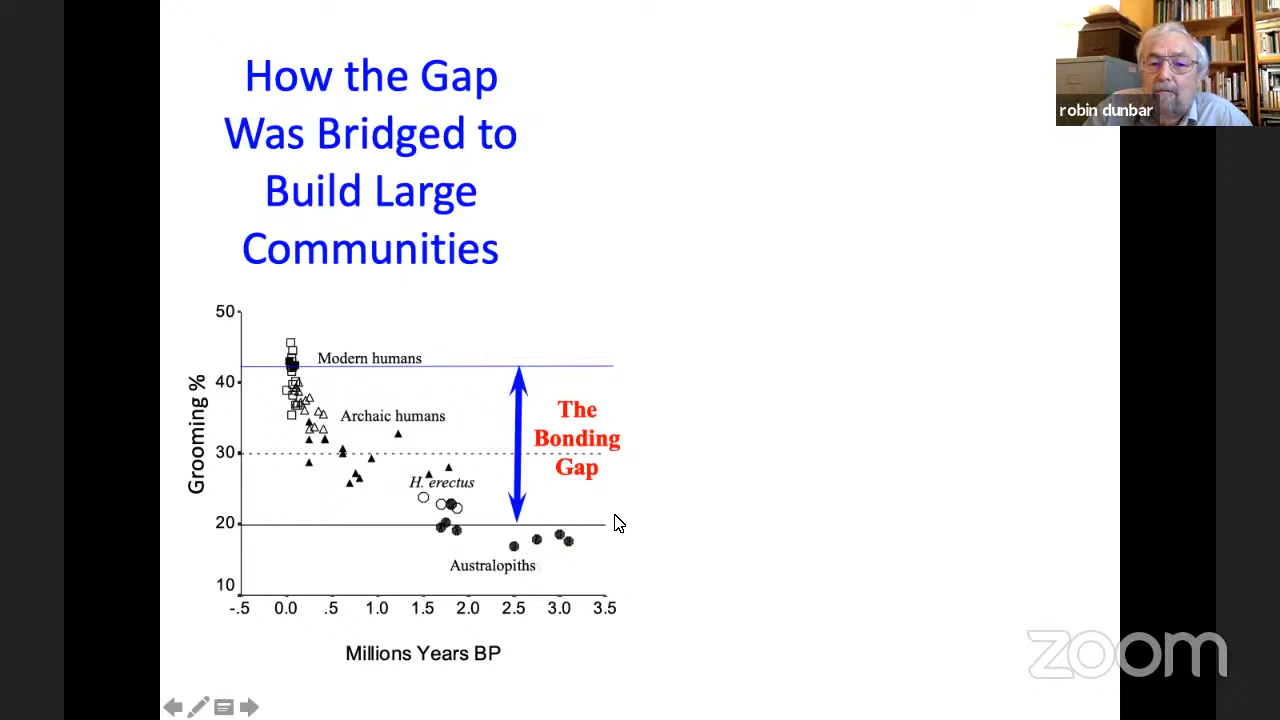 How the Gap
Was Bridged to
Build Large
Communities
robin dunbar
50
40
30
20
10
Grooming %
Modern humans
Archaic humans
H. erectus
Australopiths
The
Bonding
Gap
-.5 0.0 .5 1.0 1.5 2.0 2.5 3.0 3.5
Millions Years BP
zoom